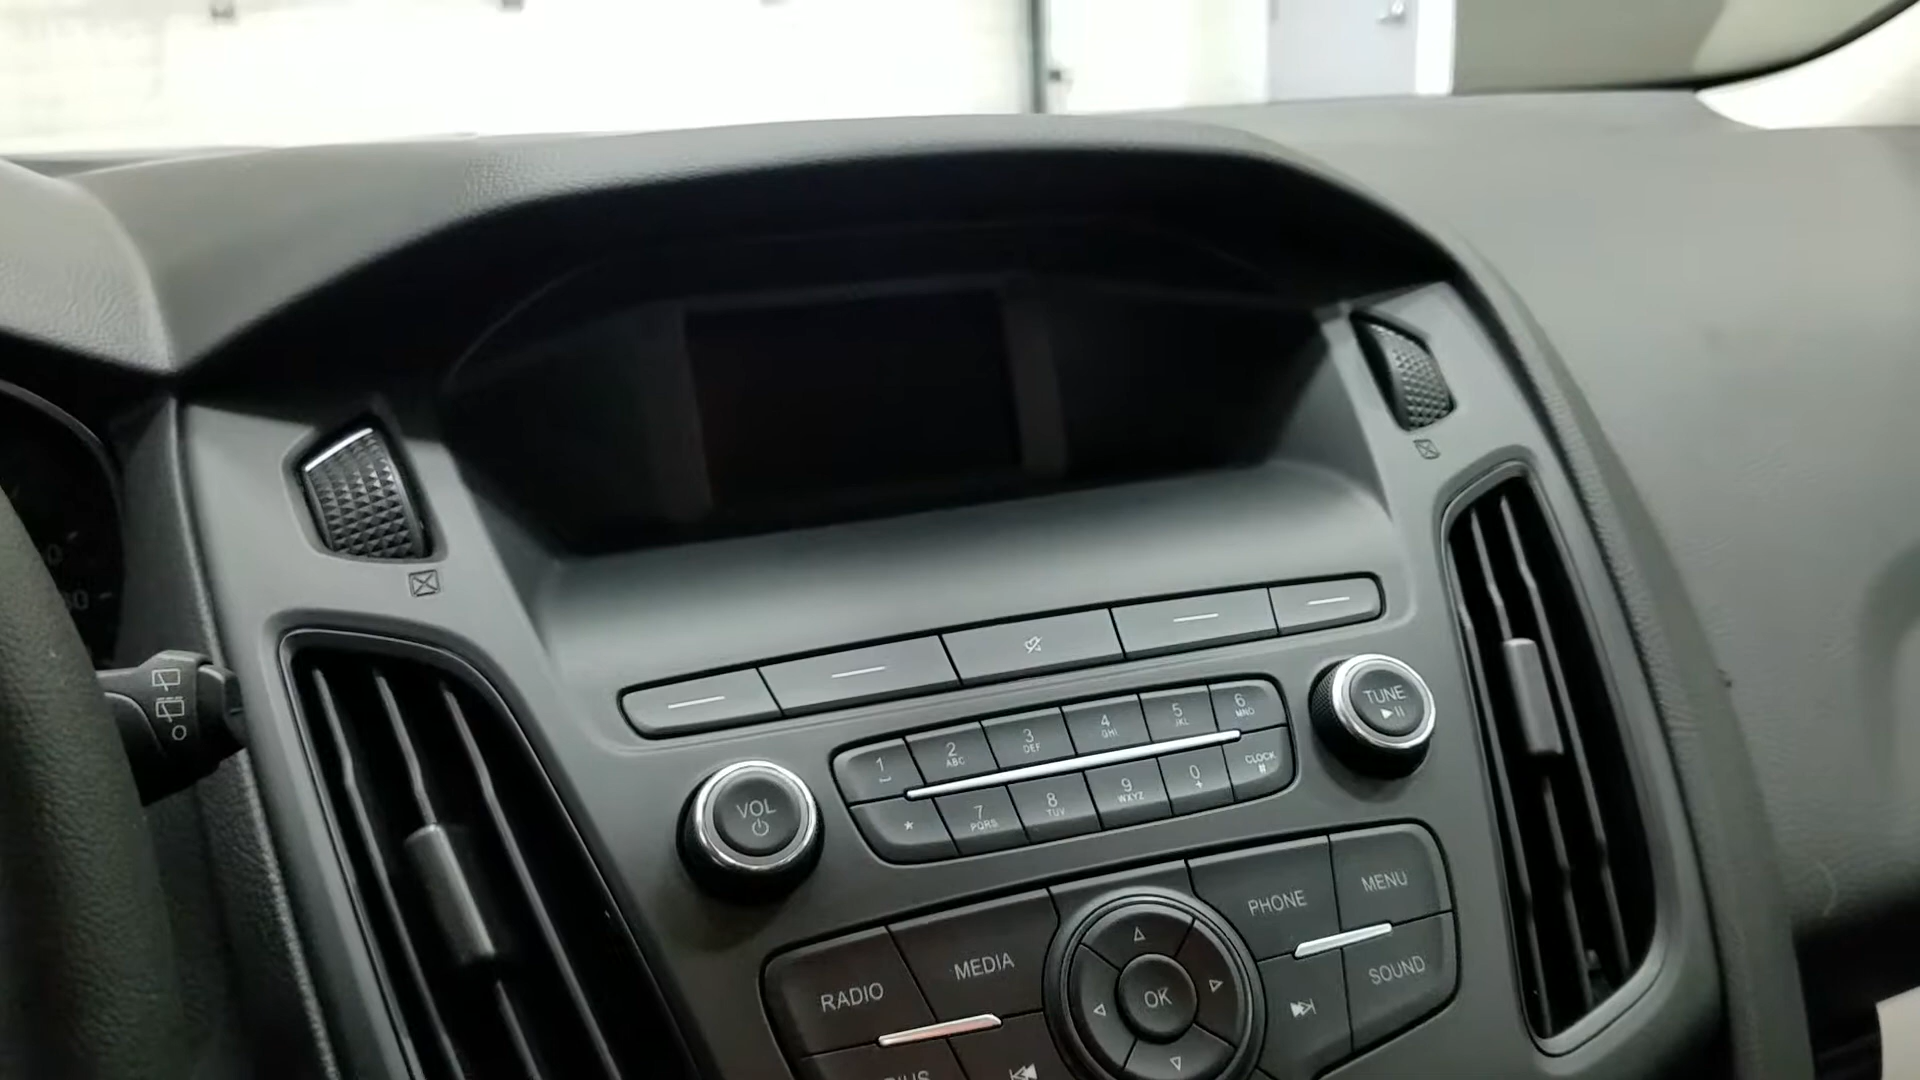 1
2
ABC
3
DEF
4
GHI
5
JKL
6
MNO
*
7
PQRS
8
TUV
9
WXYZ
0
+
CLOCK
VOL
TUNE
RADIO
MEDIA
PHONE
MENU
SOUND
OK